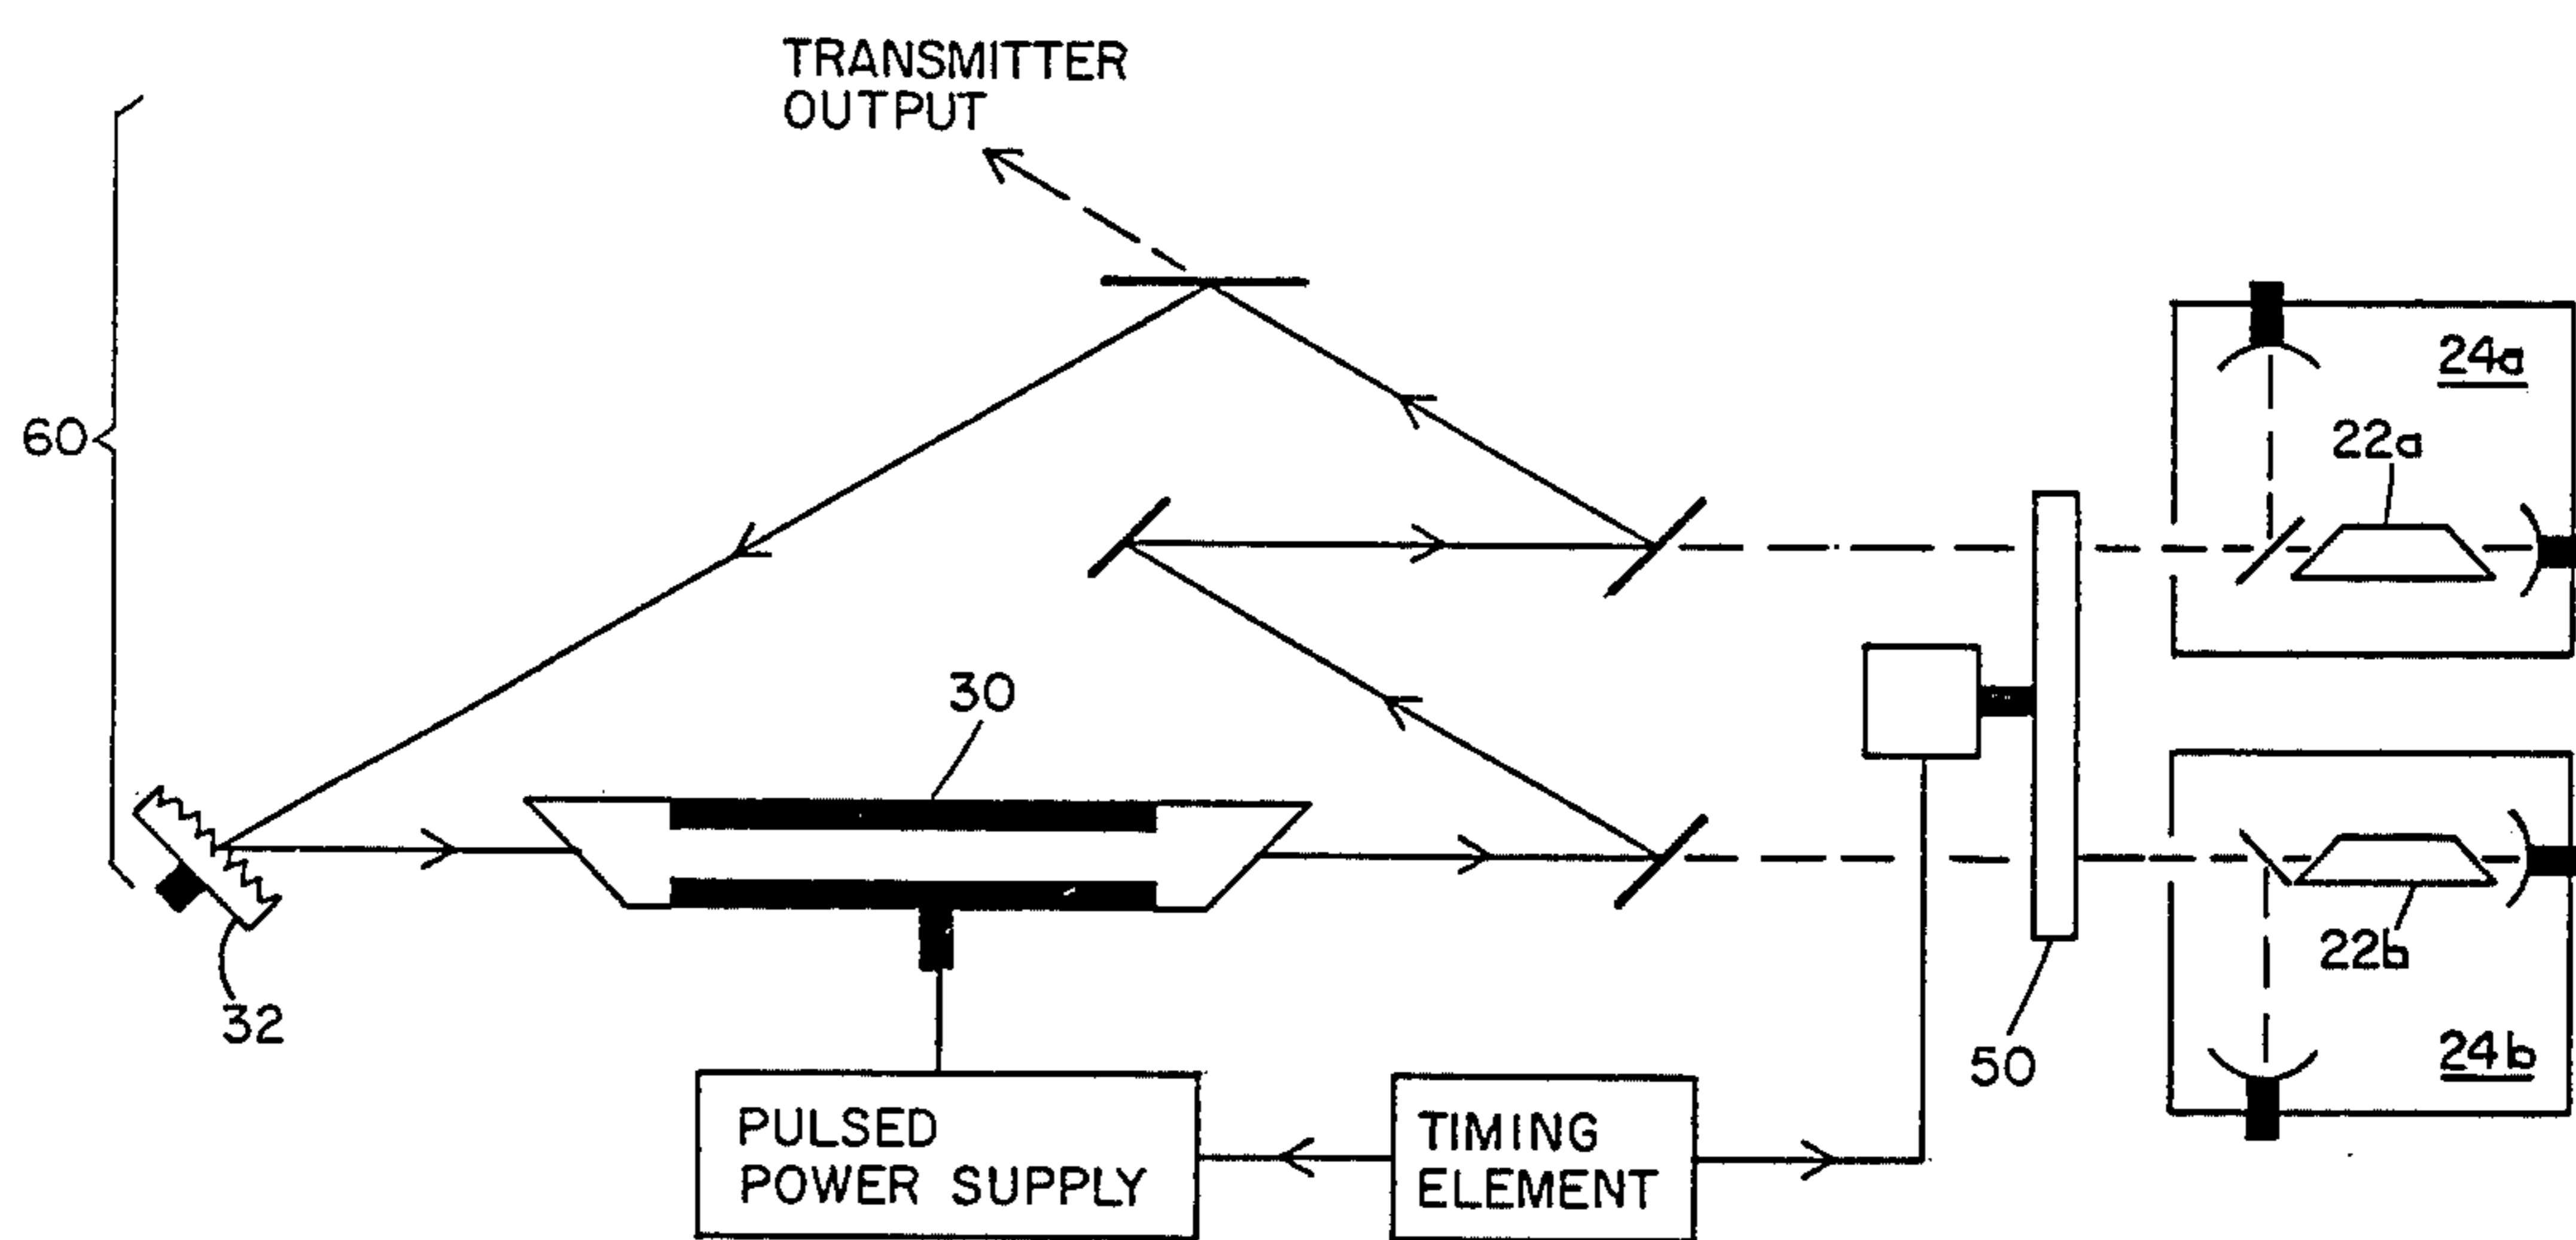 TRANSMITTER
OUTPUT
24a
60
22a
30
22b
32
50
24b
PULSED
POWER SUPPLY
TIMING
ELEMENT